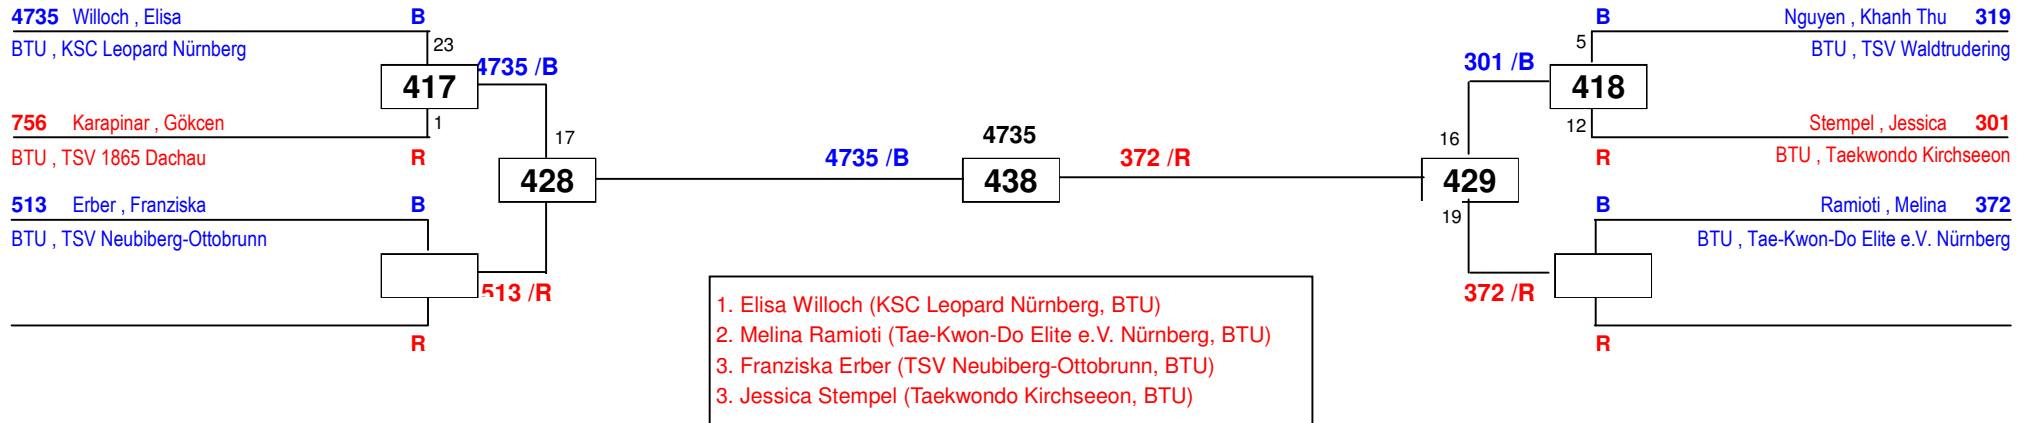 4735 Willoch , Elisa B
BTU , KSC Leopard Nürnberg
23
4735 /B
417
756 Karapinar , Gökcen
1
BTU , TSV 1865 Dachau R
17
428
513 Erber , Franziska B
BTU , TSV Neubiberg-Ottobrunn
513 /R
R
4735
4735 /B
438
372 /R
B Nguyen , Khanh Thu 319
5
BTU , TSV Waldtrudering
301 /B
418
12
Stempel , Jessica 301
R BTU , Taekwondo Kirchseeon
16
429
19
B Ramioti , Melina 372
BTU , Tae-Kwon-Do Elite e.V. Nürnberg
372 /R
R
1. Elisa Willoch (KSC Leopard Nürnberg, BTU)
2. Melina Ramioti (Tae-Kwon-Do Elite e.V. Nürnberg, BTU)
3. Franziska Erber (TSV Neubiberg-Ottobrunn, BTU)
3. Jessica Stempel (Taekwondo Kirchseeon, BTU)